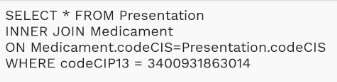 SELECT * FROM Presentation
INNER JOIN Medicament
ON Medicament.codeCIS=Presentation.codeCIS
WHERE codeCIP13 = 3400931863014